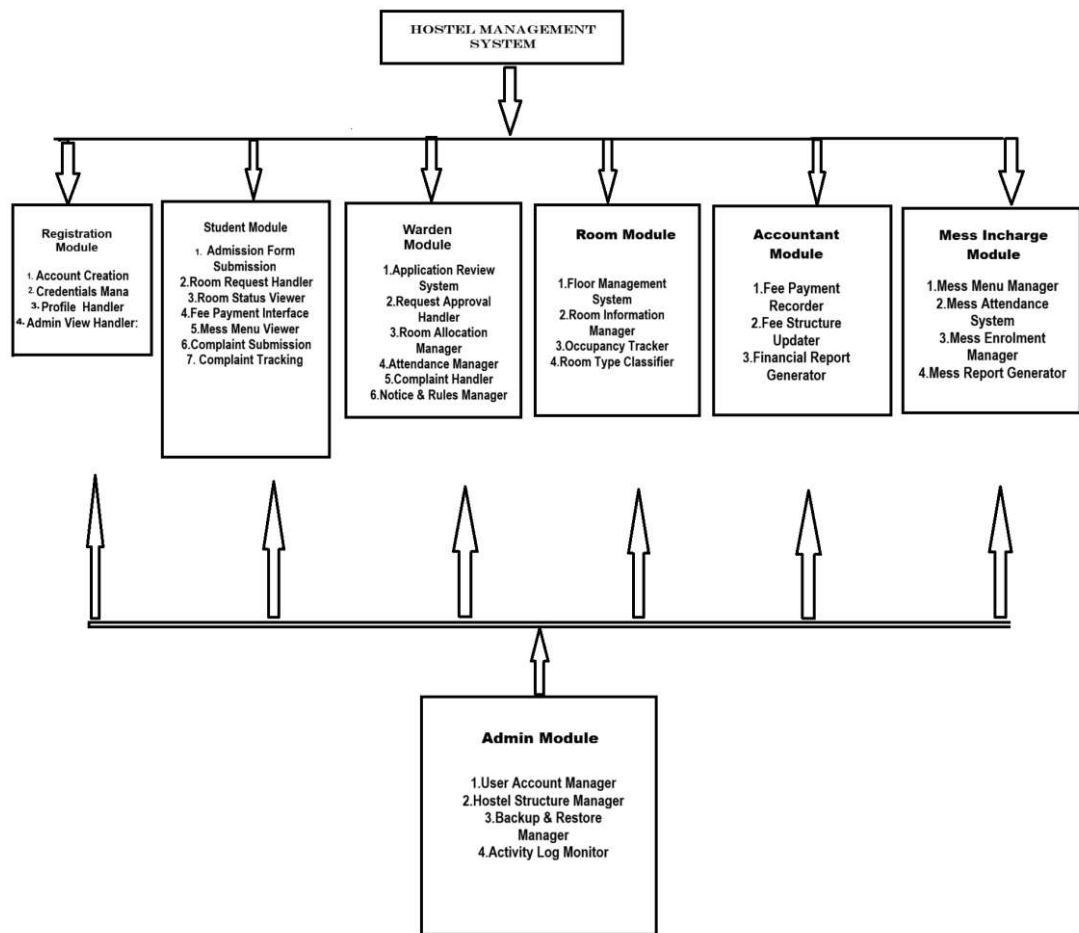 HOSTEL MANAGEMENT
SYSTEM
Registration
Module
1. Account Creation
2. Credentials Mana
3. Profile Handler
4. Admin View Handler:
Student Module
1. Admission Form
Submission
2.Room Request Handler
3.Room Status Viewer
4.Fee Payment Interface
5.Mess Menu Viewer
6.Complaint Submission
7. Complaint Tracking
Warden
Module
1.Application Review
System
2.Request Approval
Handler
3.Room Allocation
Manager
4.Attendance Manager
5.Complaint Handler
6.Notice & Rules Manager
Room Module
1.Floor Management
System
2.Room Information
Manager
3.Occupancy Tracker
4.Room Type Classifier
Accountant
Module
1.Fee Payment
Recorder
2.Fee Structure
Updater
3.Financial Report
Generator
Mess Incharge
Module
1.Mess Menu Manager
2.Mess Attendance
System
3.Mess Enrolment
Manager
4.Mess Report Generator
Admin Module
1.User Account Manager
2.Hostel Structure Manager
3.Backup & Restore
Manager
4.Activity Log Monitor